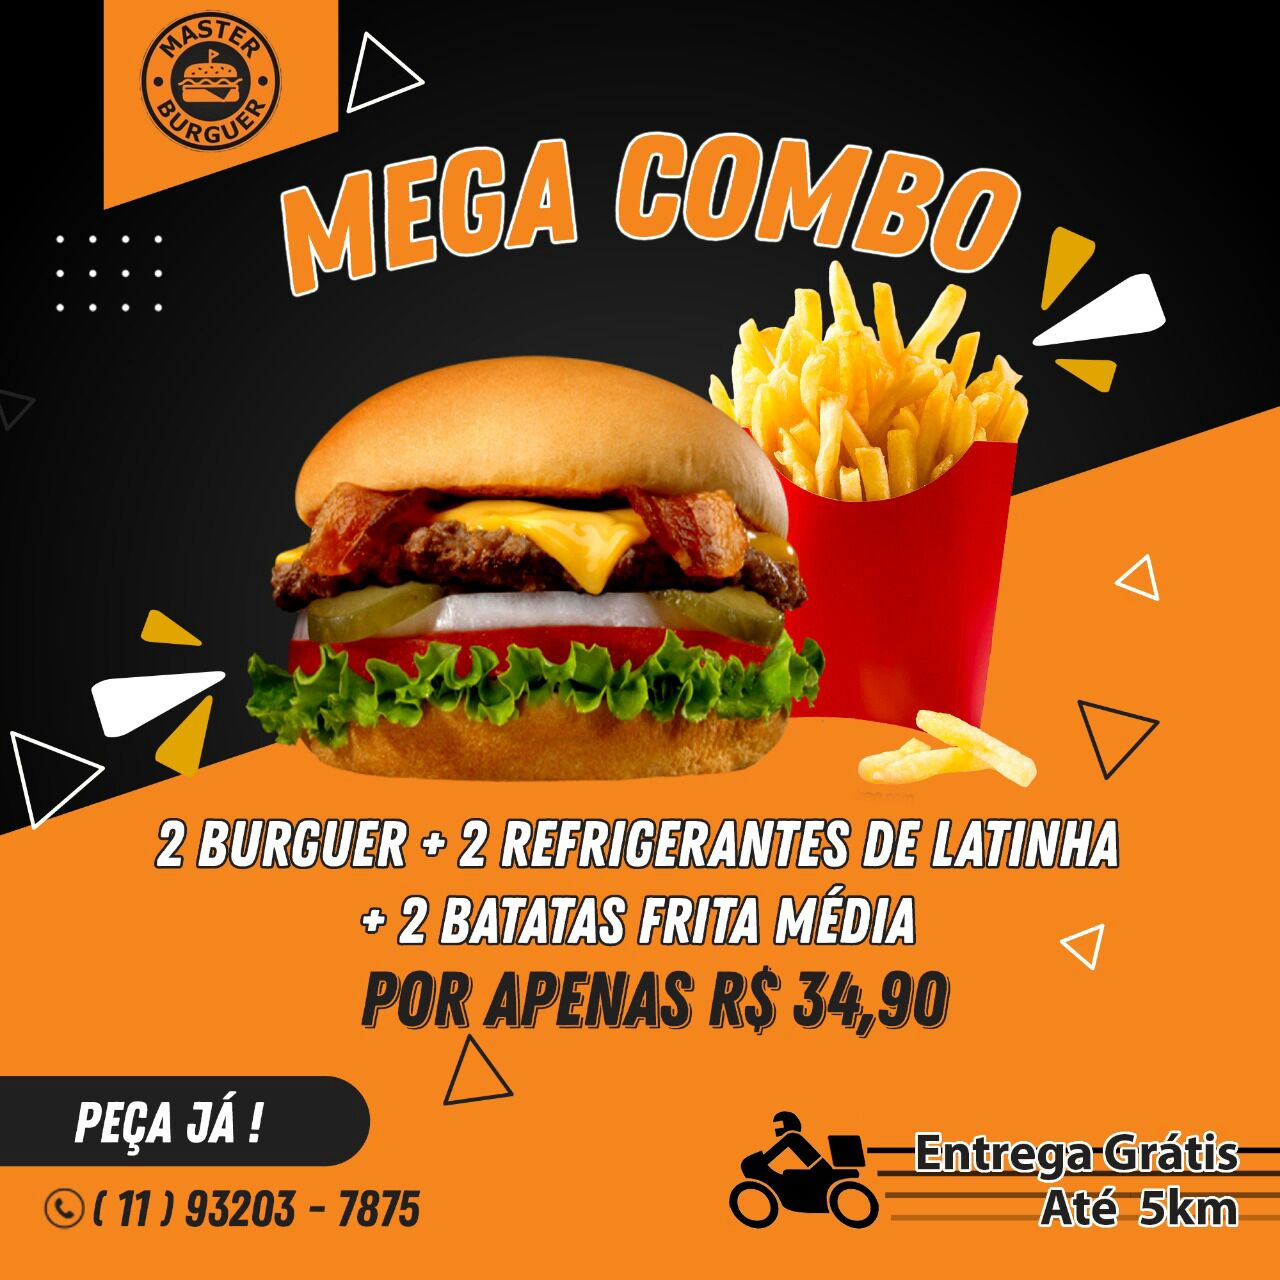 MASTER
BURGUER
MEGA COMBO
2 BURGUER + 2 REFRIGERANTES DE LATINHA
+ 2 BATATAS FRITA MÉDIA
POR APENAS R$ 34,90
PEÇA JÁ !
( 11 ) 93203 - 7875
Entrega Grátis
Até 5km